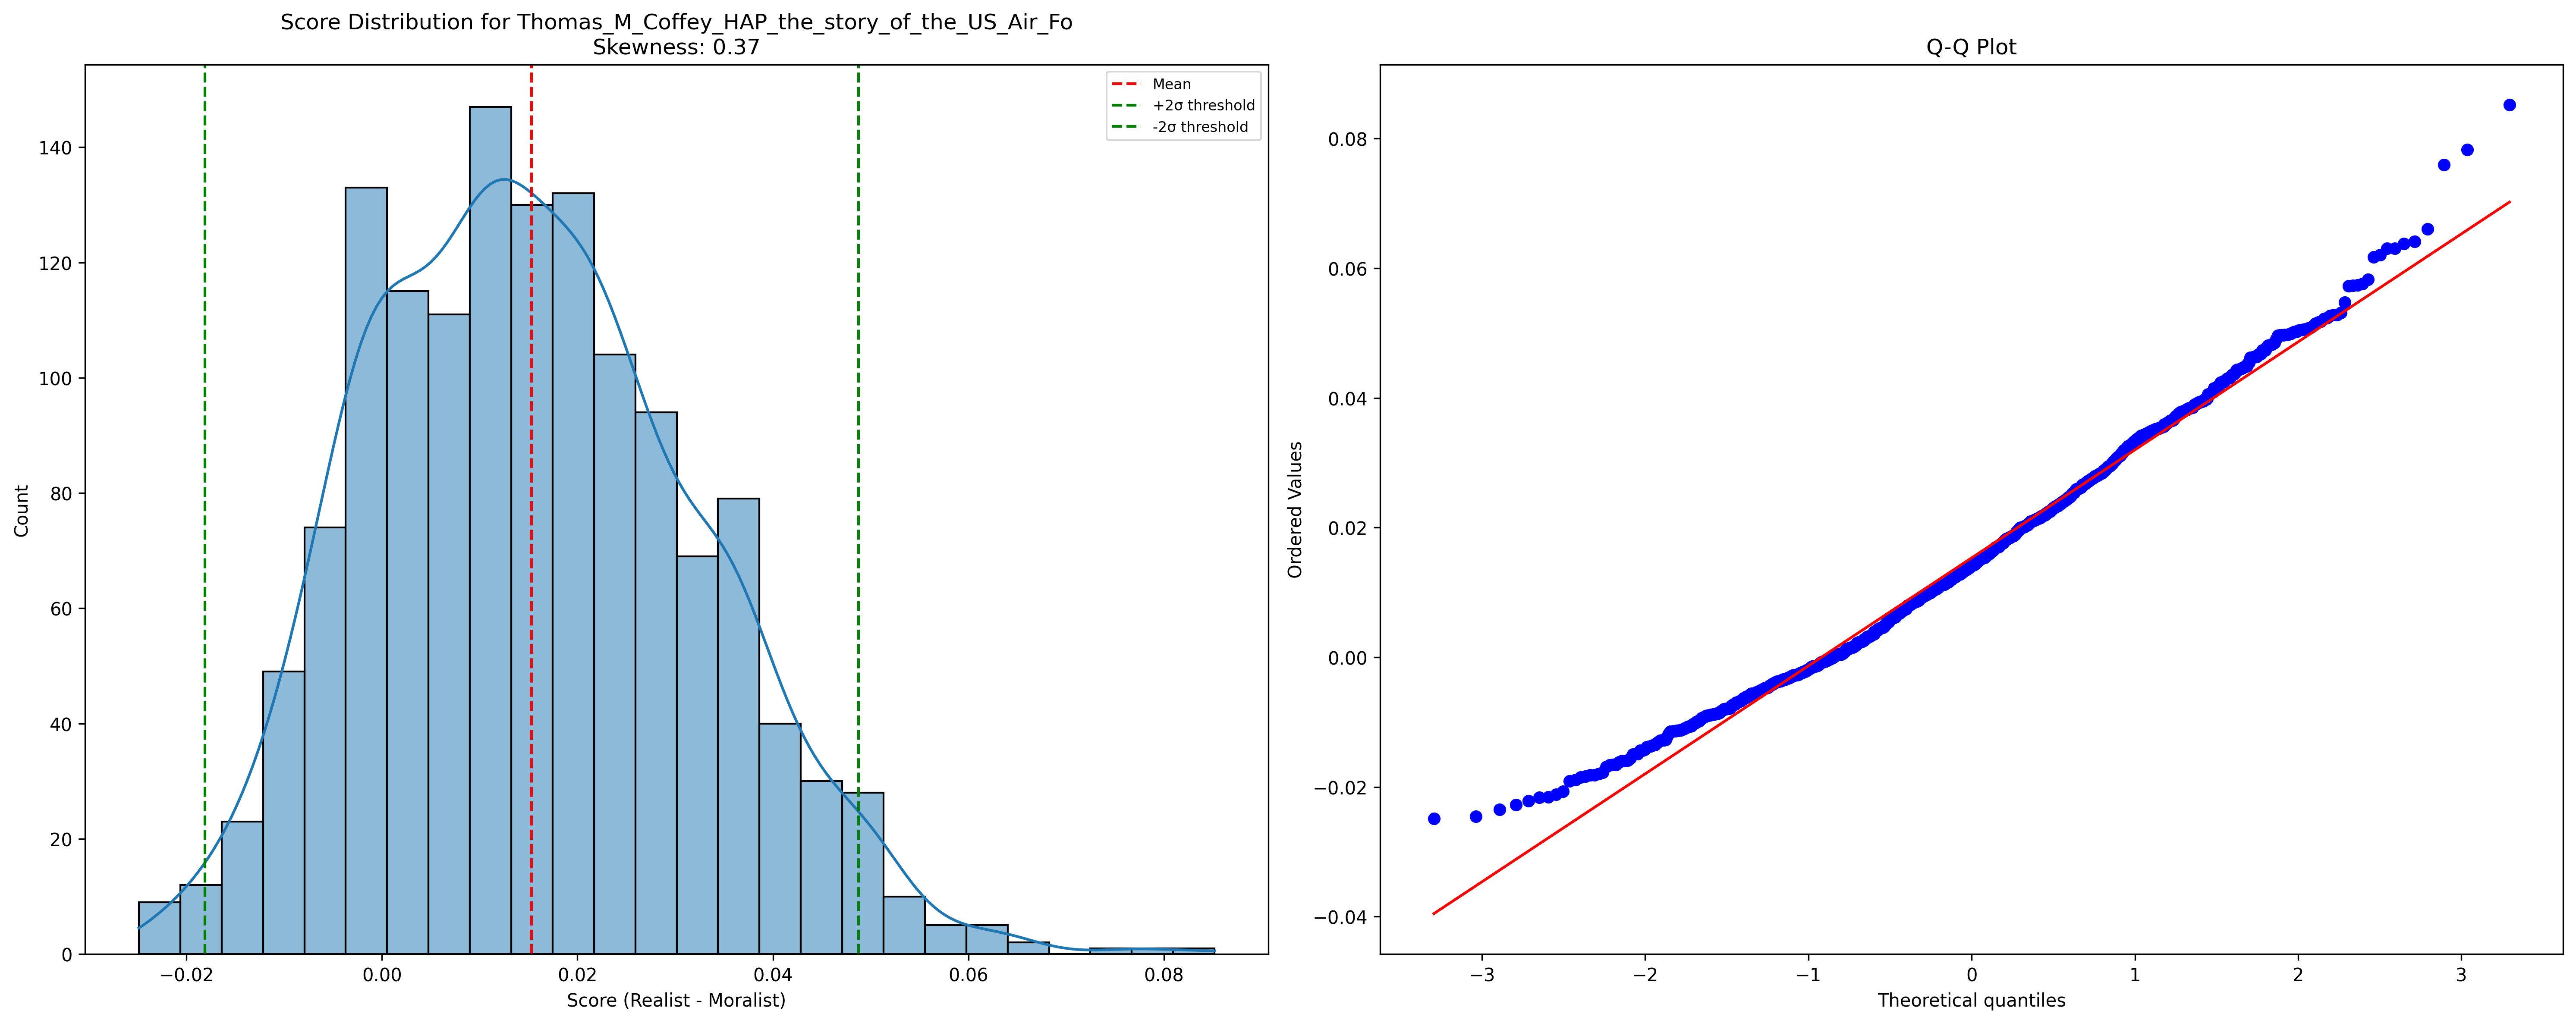 Score Distribution for Thomas_M_Coffey_HAP_the_story_of_the_US_Air_Fo
Skewness: 0.37
Mean
+2σ threshold
-2σ threshold
Count
0
20
40
60
80
100
120
140
−0.02
0.00
0.02
0.04
0.06
0.08
Score (Realist - Moralist)
Q-Q Plot
Ordered Values
0.08
0.06
0.04
0.02
0.00
−0.02
−0.04
−3
−2
−1
0
1
2
3
Theoretical quantiles